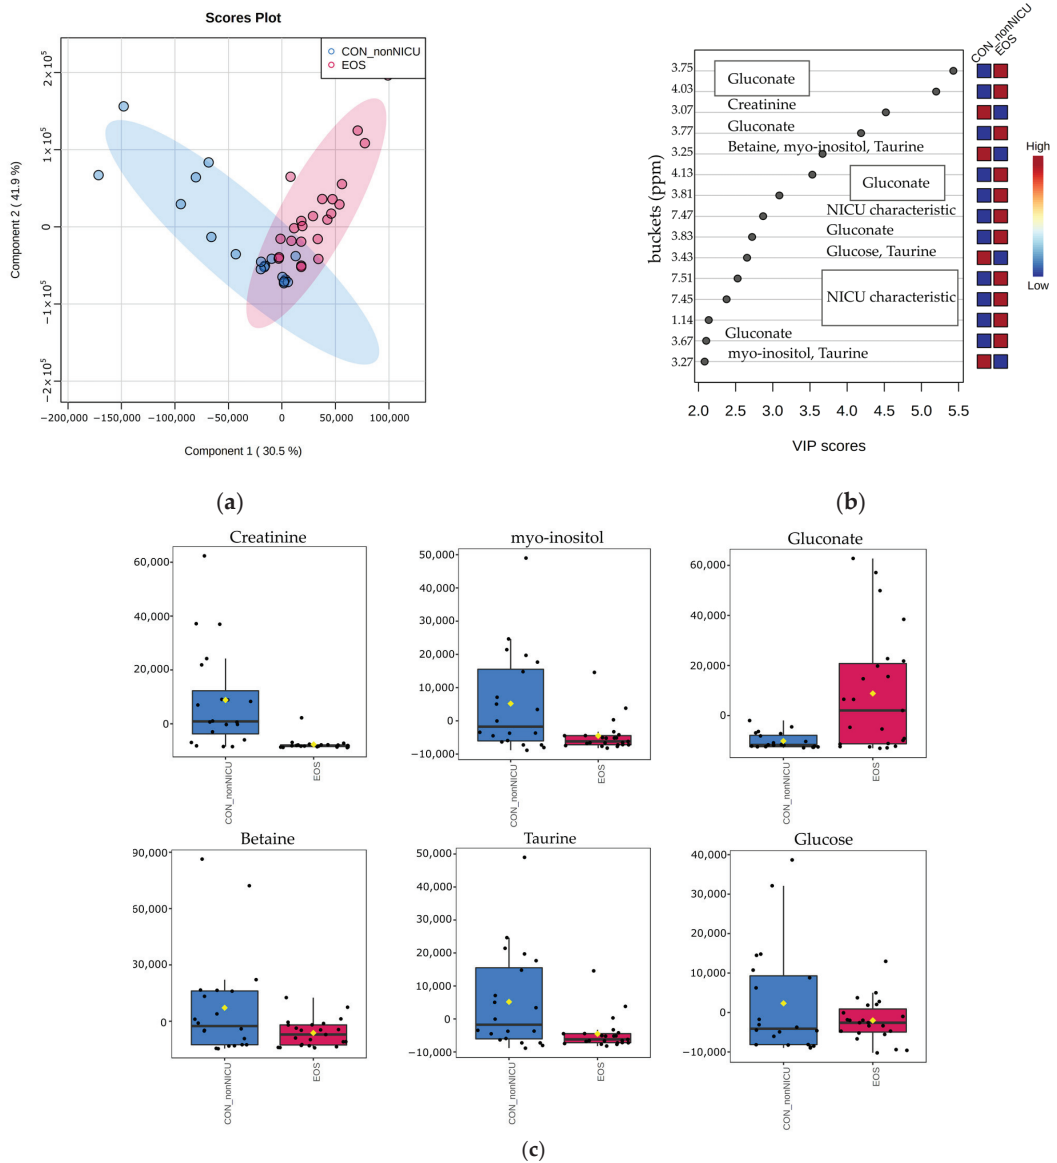 Scores Plot
CON_nonNICU
EOS
2×10⁵
1×10⁵
0
−1×10⁵
−2×10⁵
Component 2 ( 41.9 %)
−200,000 −150,000 −100,000 −50,000 0 50,000 100,000
Component 1 ( 30.5 %)
(a)
CON_nonNICU
EOS
3.75
Gluconate
4.03
3.07 Creatinine
3.77 Gluconate
3.25 Betaine, myo-inositol, Taurine
4.13
Gluconate
3.81
7.47 NICU characteristic
3.83 Gluconate
3.43 Glucose, Taurine
7.51
7.45 NICU characteristic
1.14
3.67 Gluconate
3.27 myo-inositol, Taurine
buckets (ppm)
2.0 2.5 3.0 3.5 4.0 4.5 5.0 5.5
VIP scores
High
Low
(b)
Creatinine
60,000
40,000
20,000
0
CON_nonNICU
EOS
myo-inositol
50,000
40,000
30,000
20,000
10,000
0
−10,000
CON_nonNICU
EOS
Gluconate
60,000
40,000
20,000
0
CON_nonNICU
EOS
Betaine
90,000
60,000
30,000
0
CON_nonNICU
EOS
Taurine
50,000
40,000
30,000
20,000
10,000
0
−10,000
CON_nonNICU
EOS
Glucose
40,000
30,000
20,000
10,000
0
−10,000
CON_nonNICU
EOS
(c)